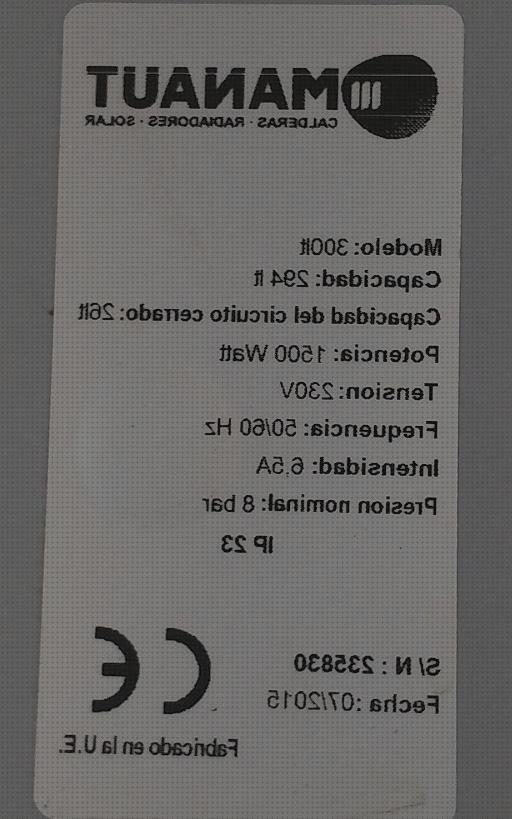 MANAUT
CALDERAS · RADIADORES · SOLAR
Modelo: 300lt
Capacidad: 294 lt
Capacidad del circuito cerrado: 26lt
Potencia: 1500 Watt
Tension: 230V
Frequencia: 50/60 Hz
Intensidad: 6,5A
Presion nominal: 8 bar
IP 23
S/ N : 235830
Fecha :07/2015
CE
Fabricado en la U.E.